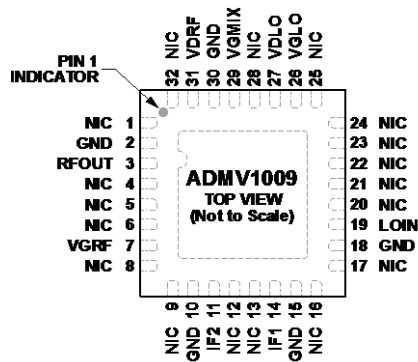 PIN 1
INDICATOR
32 NIC
31 VDRF
30 GND
29 VGMIX
28 NIC
27 VDLO
26 VGLO
25 NIC
NIC 1
GND 2
RFOUT 3
NIC 4
NIC 5
NIC 6
VGRF 7
NIC 8
ADMV1009
TOP VIEW
(Not to Scale)
24 NIC
23 NIC
22 NIC
21 NIC
20 NIC
19 LOIN
18 GND
17 NIC
NIC 9
GND 10
IF2 11
NIC 12
NIC 13
IF1 14
GND 15
NIC 16